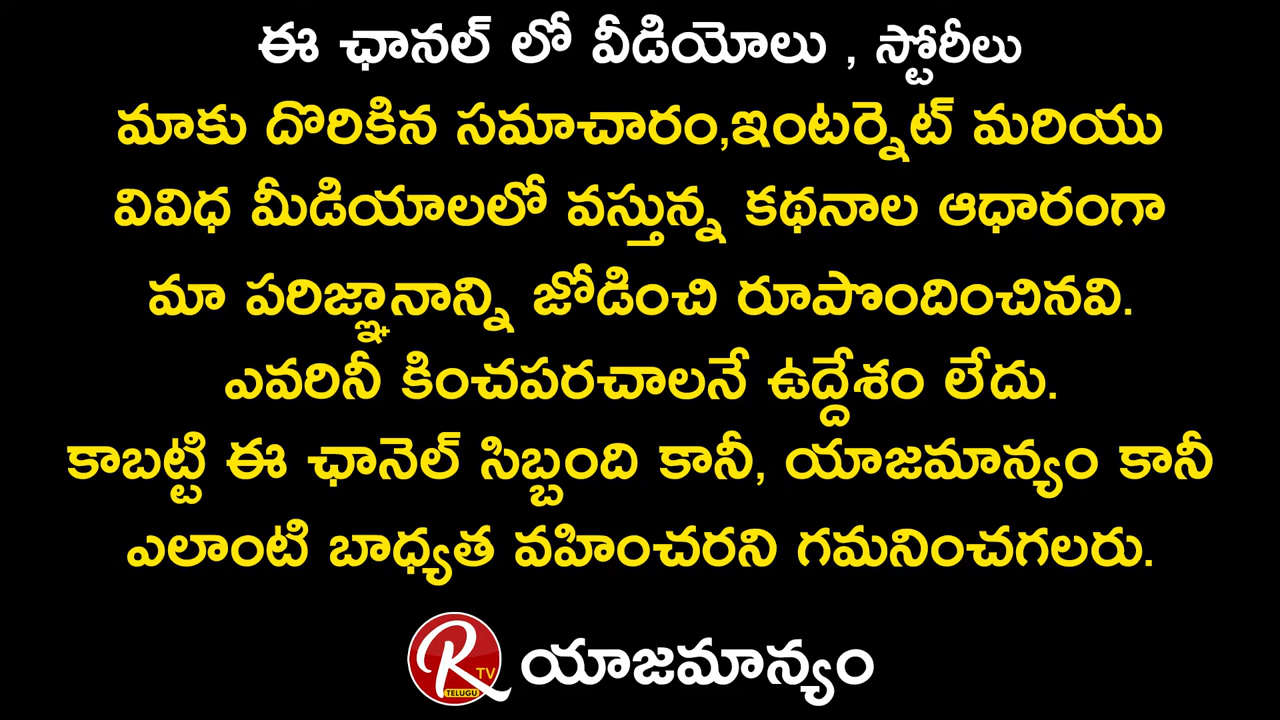 ఈ ఛానల్ లో వీడియోలు , స్టోరీలు
మాకు దొరికిన సమాచారం,ఇంటర్నెట్ మరియు
వివిధ మీడియాలలో వస్తున్న కథనాల ఆధారంగా
మా పరిజ్ఞానాన్ని జోడించి రూపొందించినవి.
ఎవరినీ కించపరచాలనే ఉద్దేశం లేదు.
కాబట్టి ఈ ఛానెల్ సిబ్బంది కానీ, యాజమాన్యం కానీ
ఎలాంటి బాధ్యత వహించరని గమనించగలరు.
R TV TELUGU యాజమాన్యం